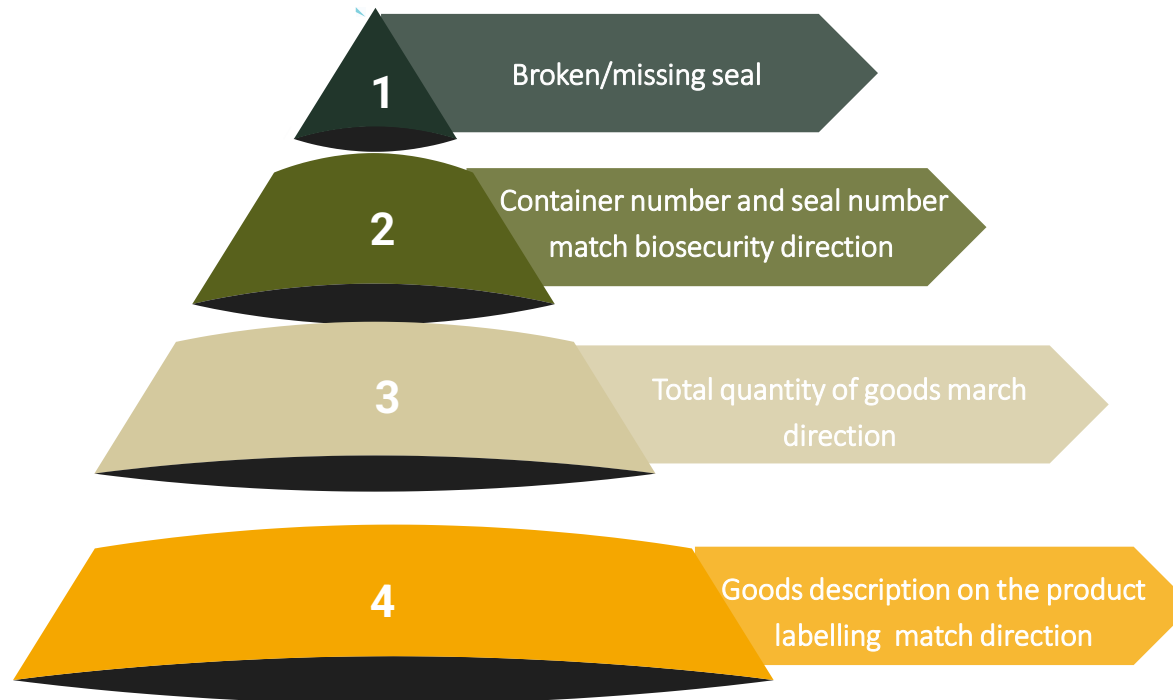 1
Broken/missing seal
2
Container number and seal number
match biosecurity direction
3
Total quantity of goods march
direction
4
Goods description on the product
labelling  match direction